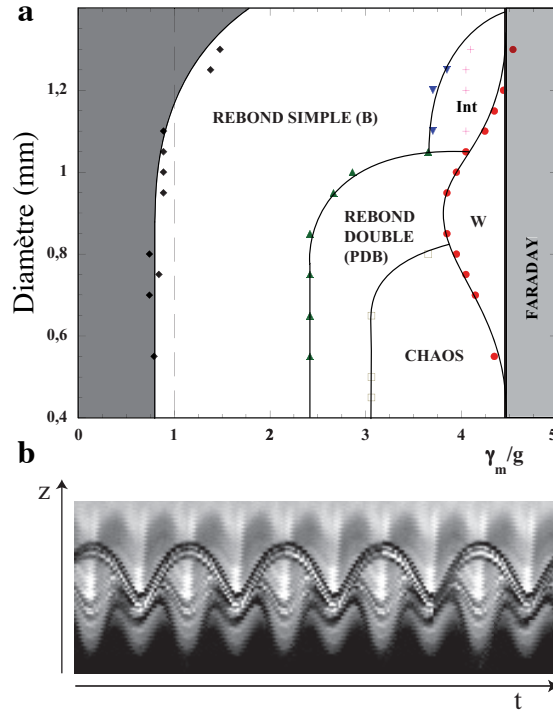 a
Diamètre (mm)
1,2
1
0,8
0,6
0,4
REBOND SIMPLE (B)
Int
REBOND
DOUBLE
(PDB)
W
CHAOS
FARADAY
0
1
2
3
4
5
γm/g
b
z
t